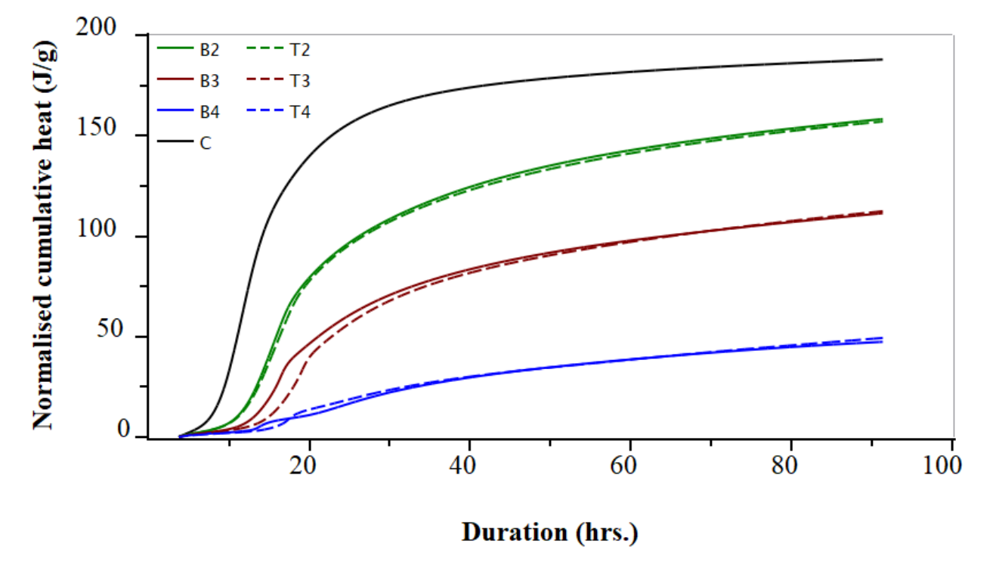 Normalised cumulative heat (J/g)
200
150
100
50
0
B2 T2
B3 T3
B4 T4
C
20 40 60 80 100
Duration (hrs.)